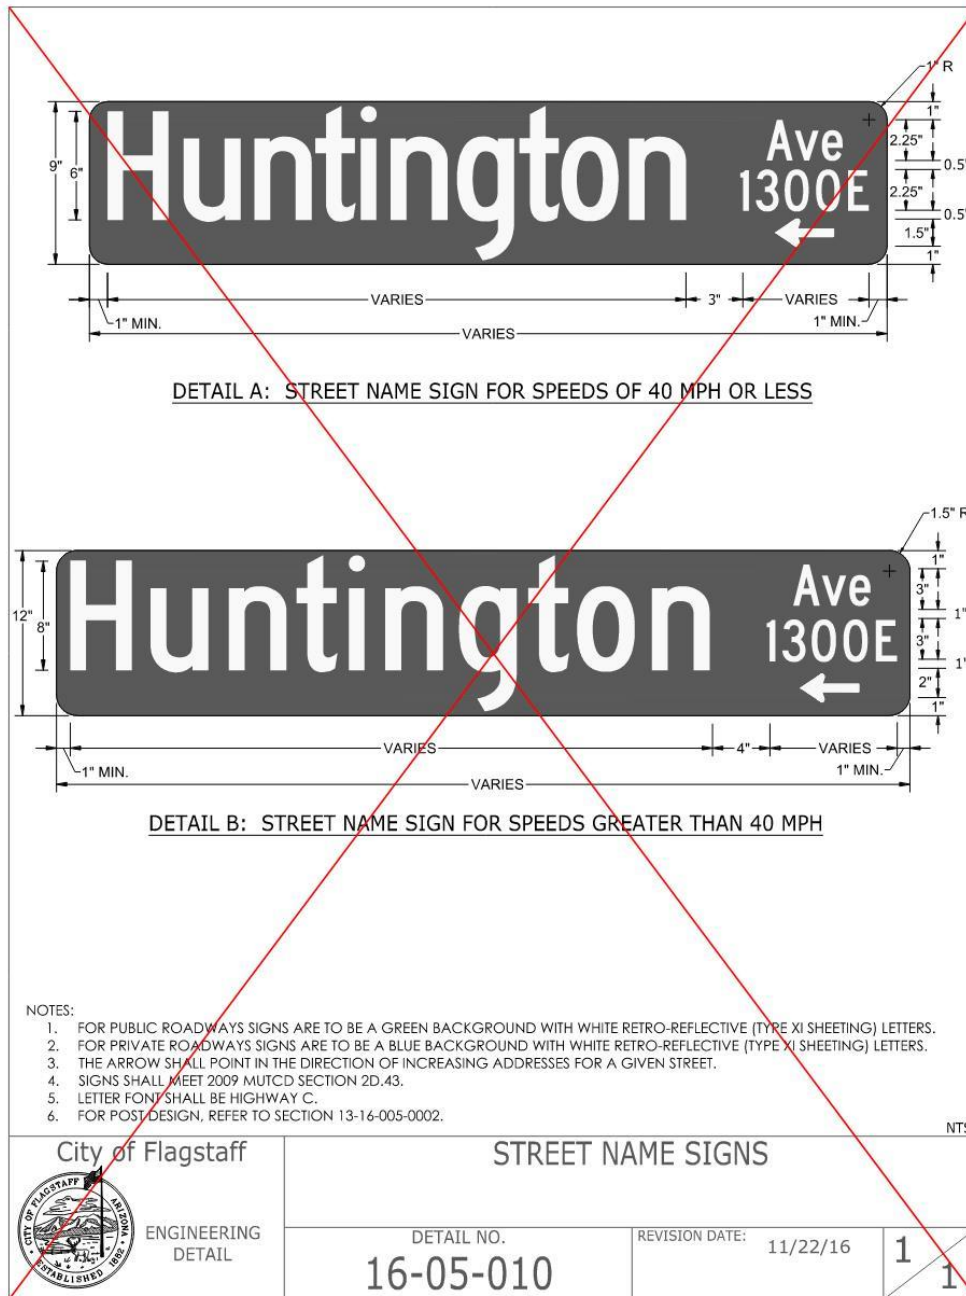 1" R
Huntington
Ave
1300E
9"
6"
1"
2.25"
0.5"
2.25"
0.5"
1.5"
1"
VARIES
3"
VARIES
1" MIN.
1" MIN.
VARIES
DETAIL A: STREET NAME SIGN FOR SPEEDS OF 40 MPH OR LESS
1.5" R
Huntington
Ave
1300E
12"
8"
1"
3"
1"
3"
1"
2"
1"
VARIES
4"
VARIES
1" MIN.
1" MIN.
VARIES
DETAIL B: STREET NAME SIGN FOR SPEEDS GREATER THAN 40 MPH
NOTES:
1. FOR PUBLIC ROADWAYS SIGNS ARE TO BE A GREEN BACKGROUND WITH WHITE RETRO-REFLECTIVE (TYPE XI SHEETING) LETTERS.
2. FOR PRIVATE ROADWAYS SIGNS ARE TO BE A BLUE BACKGROUND WITH WHITE RETRO-REFLECTIVE (TYPE XI SHEETING) LETTERS.
3. THE ARROW SHALL POINT IN THE DIRECTION OF INCREASING ADDRESSES FOR A GIVEN STREET.
4. SIGNS SHALL MEET 2009 MUTCD SECTION 2D.43.
5. LETTER FONT SHALL BE HIGHWAY C.
6. FOR POST DESIGN, REFER TO SECTION 13-16-005-0002.
NTS
City of Flagstaff
CITY OF FLAGSTAFF ARIZONA
ESTABLISHED 1882
ENGINEERING
DETAIL
STREET NAME SIGNS
DETAIL NO.
16-05-010
REVISION DATE: 11/22/16
1
1